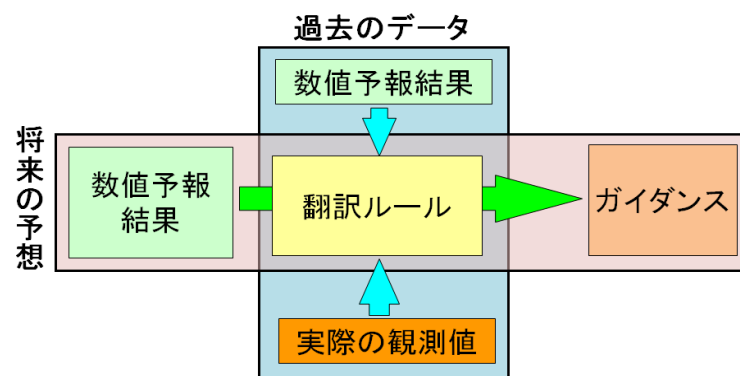 過去のデータ
数値予報結果
将来の予想
数値予報
結果
翻訳ルール
ガイダンス
実際の観測値